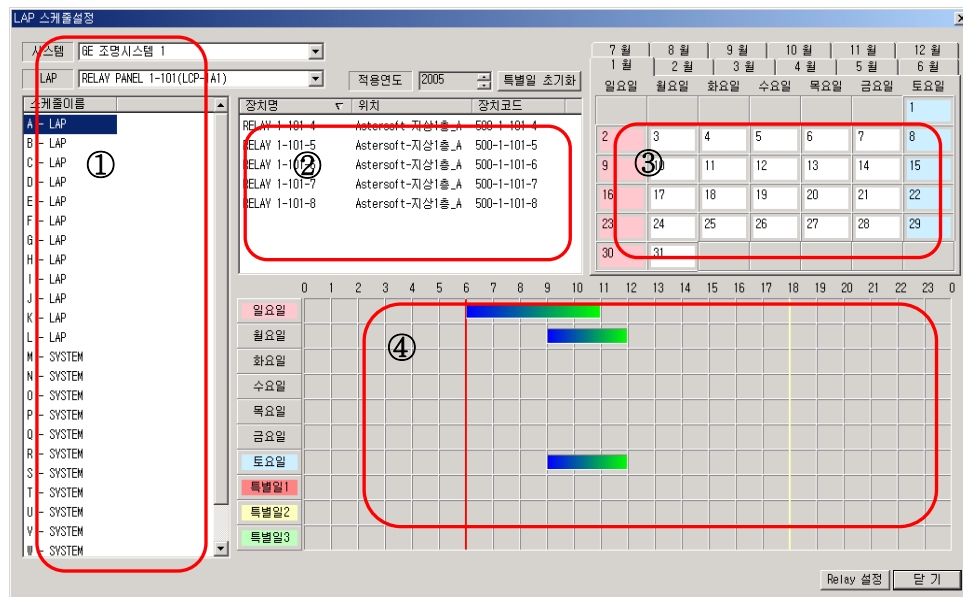 LAP 스케줄설정
시스템 GE 조명시스템 1
LAP RELAY PANEL 1-101(LCP-1A1)
적용연도 2005 특별일 초기화
스케줄이름
A - LAP
B - LAP
C - LAP
D - LAP
E - LAP
F - LAP
G - LAP
H - LAP
I - LAP
J - LAP
K - LAP
L - LAP
M - SYSTEM
N - SYSTEM
O - SYSTEM
P - SYSTEM
Q - SYSTEM
R - SYSTEM
S - SYSTEM
T - SYSTEM
U - SYSTEM
V - SYSTEM
W - SYSTEM
①
장치명 위치 장치코드
RELAY 1-101-4 Astersoft-지상1층_A 500-1-101-4
RELAY 1-101-5 Astersoft-지상1층_A 500-1-101-5
RELAY 1-101-6 Astersoft-지상1층_A 500-1-101-6
RELAY 1-101-7 Astersoft-지상1층_A 500-1-101-7
RELAY 1-101-8 Astersoft-지상1층_A 500-1-101-8
②
7 월 8 월 9 월 10 월 11 월 12 월
1 월 2 월 3 월 4 월 5 월 6 월
일요일 월요일 화요일 수요일 목요일 금요일 토요일
1
2 3 4 5 6 7 8
9 10 11 12 13 14 15
16 17 18 19 20 21 22
23 24 25 26 27 28 29
30 31
③
0 1 2 3 4 5 6 7 8 9 10 11 12 13 14 15 16 17 18 19 20 21 22 23 0
일요일
월요일
화요일
수요일
목요일
금요일
토요일
특별일1
특별일2
특별일3
④
Relay 설정 닫 기